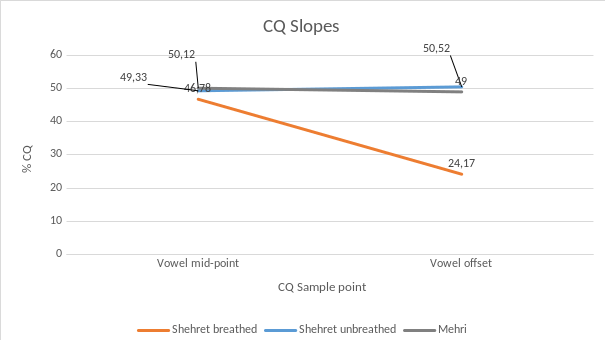 CQ Slopes
60
50
40
30
20
10
0
% CQ
50,12
49,33
46,78
50,52
49
24,17
Vowel mid-point
Vowel offset
CQ Sample point
Shehret breathed
Shehret unbreathed
Mehri